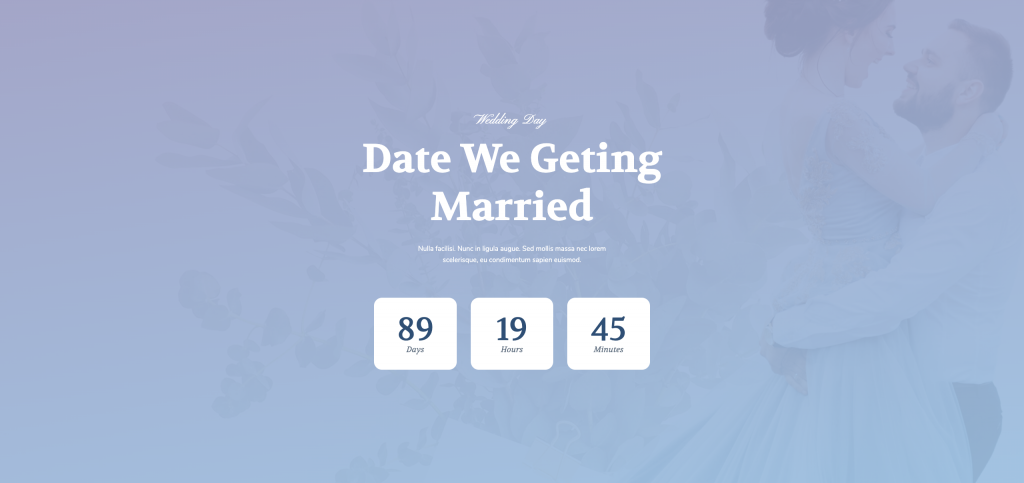 Wedding Day
Date We Geting
Married
Nulla facilisi. Nunc in ligula augue. Sed mollis massa nec lorem
scelerisque, eu condimentum sapien euismod.
89 19 45
Days Hours Minutes